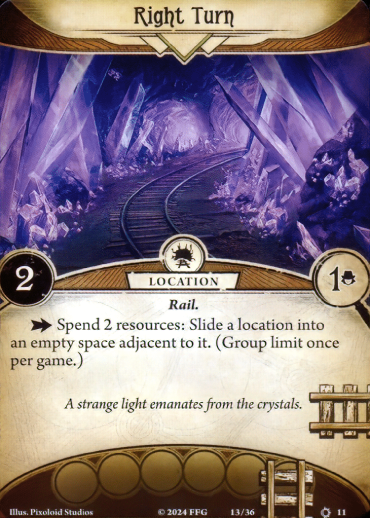 Right Turn
2
LOCATION
1
Rail.
Spend 2 resources: Slide a location into
an empty space adjacent to it. (Group limit once
per game.)
A strange light emanates from the crystals.
Illus. Pixoloid Studios © 2024 FFG 13/36 11